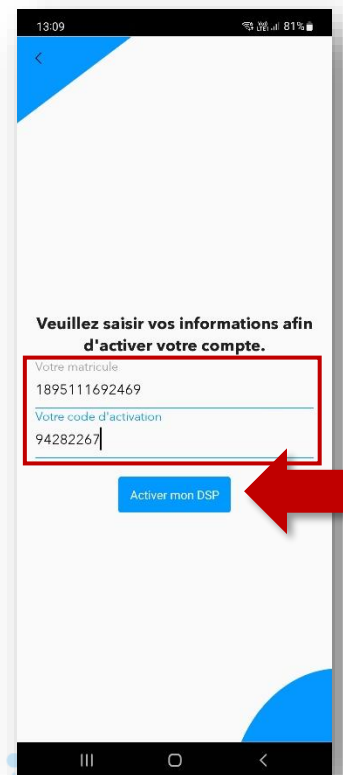 13:09 81%
Veuillez saisir vos informations afin
d'activer votre compte.
Votre matricule
1895111692469
Votre code d'activation
94282267
Activer mon DSP